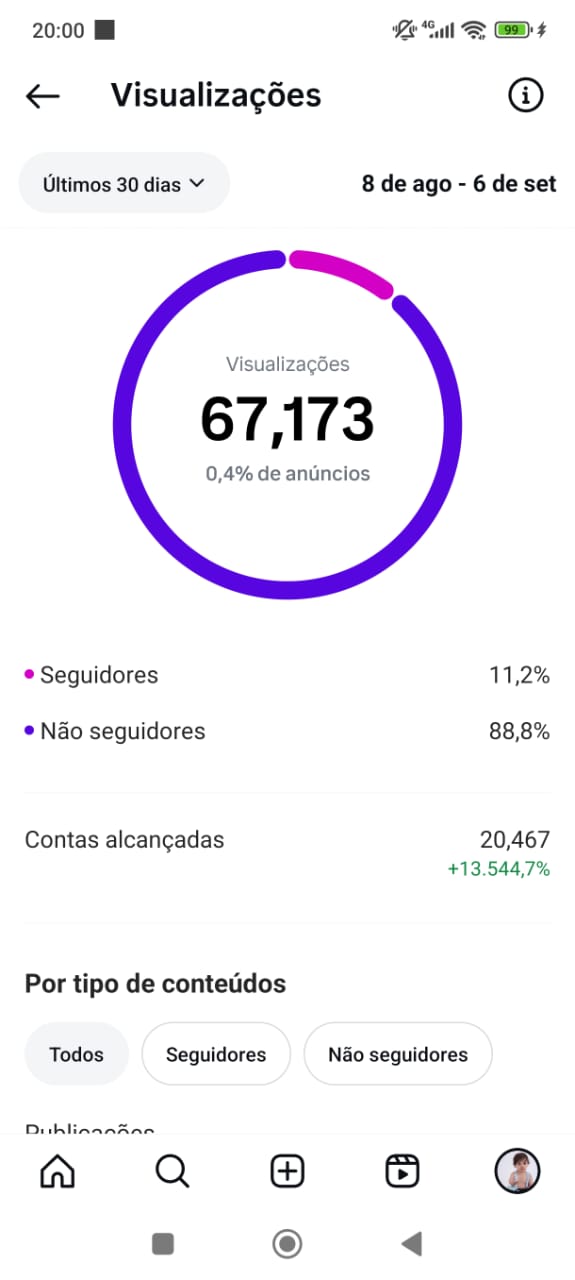 20:00
4G
99
Visualizações
Últimos 30 dias
8 de ago - 6 de set
Visualizações
67,173
0,4% de anúncios
Seguidores
11,2%
Não seguidores
88,8%
Contas alcançadas
20,467
+13.544,7%
Por tipo de conteúdos
Todos
Seguidores
Não seguidores
Publicações